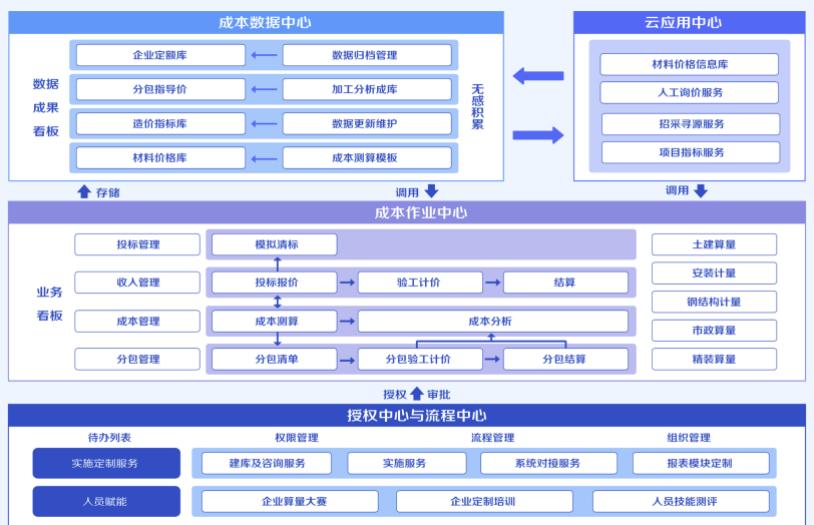 成本数据中心
云应用中心
数据
成果
看板
企业定额库
数据归档管理
分包指导价
加工分析成库
造价指标库
数据更新维护
材料价格库
成本测算模板
无感积累
材料价格信息库
人工询价服务
招采寻源服务
项目指标服务
存储
调用
调用
成本作业中心
业务
看板
投标管理
模拟清标
收入管理
投标报价
验工计价
结算
成本管理
成本测算
成本分析
分包管理
分包清单
分包验工计价
分包结算
土建算量
安装计量
钢结构计量
市政算量
精装算量
授权
审批
授权中心与流程中心
待办列表
权限管理
流程管理
组织管理
实施定制服务
建库及咨询服务
实施服务
系统对接服务
报表模块定制
人员赋能
企业算量大赛
企业定制培训
人员技能测评